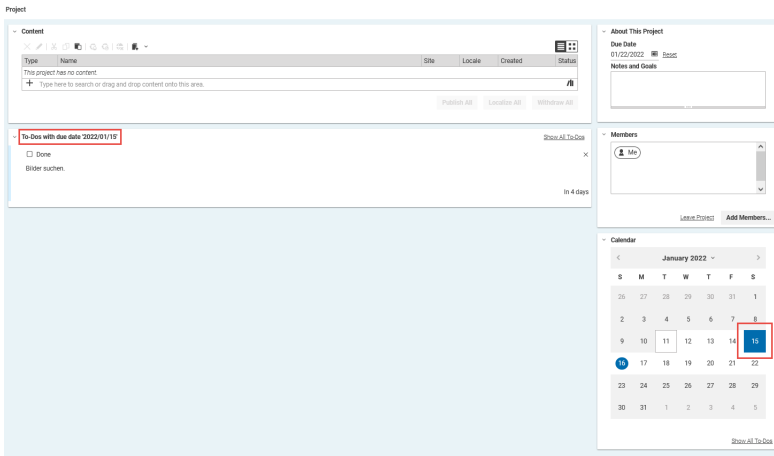 Project
Content
Type Name Site Locale Created Status
This project has no content.
Type here to search or drag and drop content onto this area.
Publish All Localize All Withdraw All
To-Dos with due date '2022/01/15' Show All To-Dos
Done
Bilder suchen.
In 4 days
About This Project
Due Date
01/22/2022 Reset
Notes and Goals
Members
Me
Leave Project Add Members...
Calendar
January 2022
S M T W T F S
26 27 28 29 30 31 1
2 3 4 5 6 7 8
9 10 11 12 13 14 15
16 17 18 19 20 21 22
23 24 25 26 27 28 29
30 31 1 2 3 4 5
Show All To-Dos